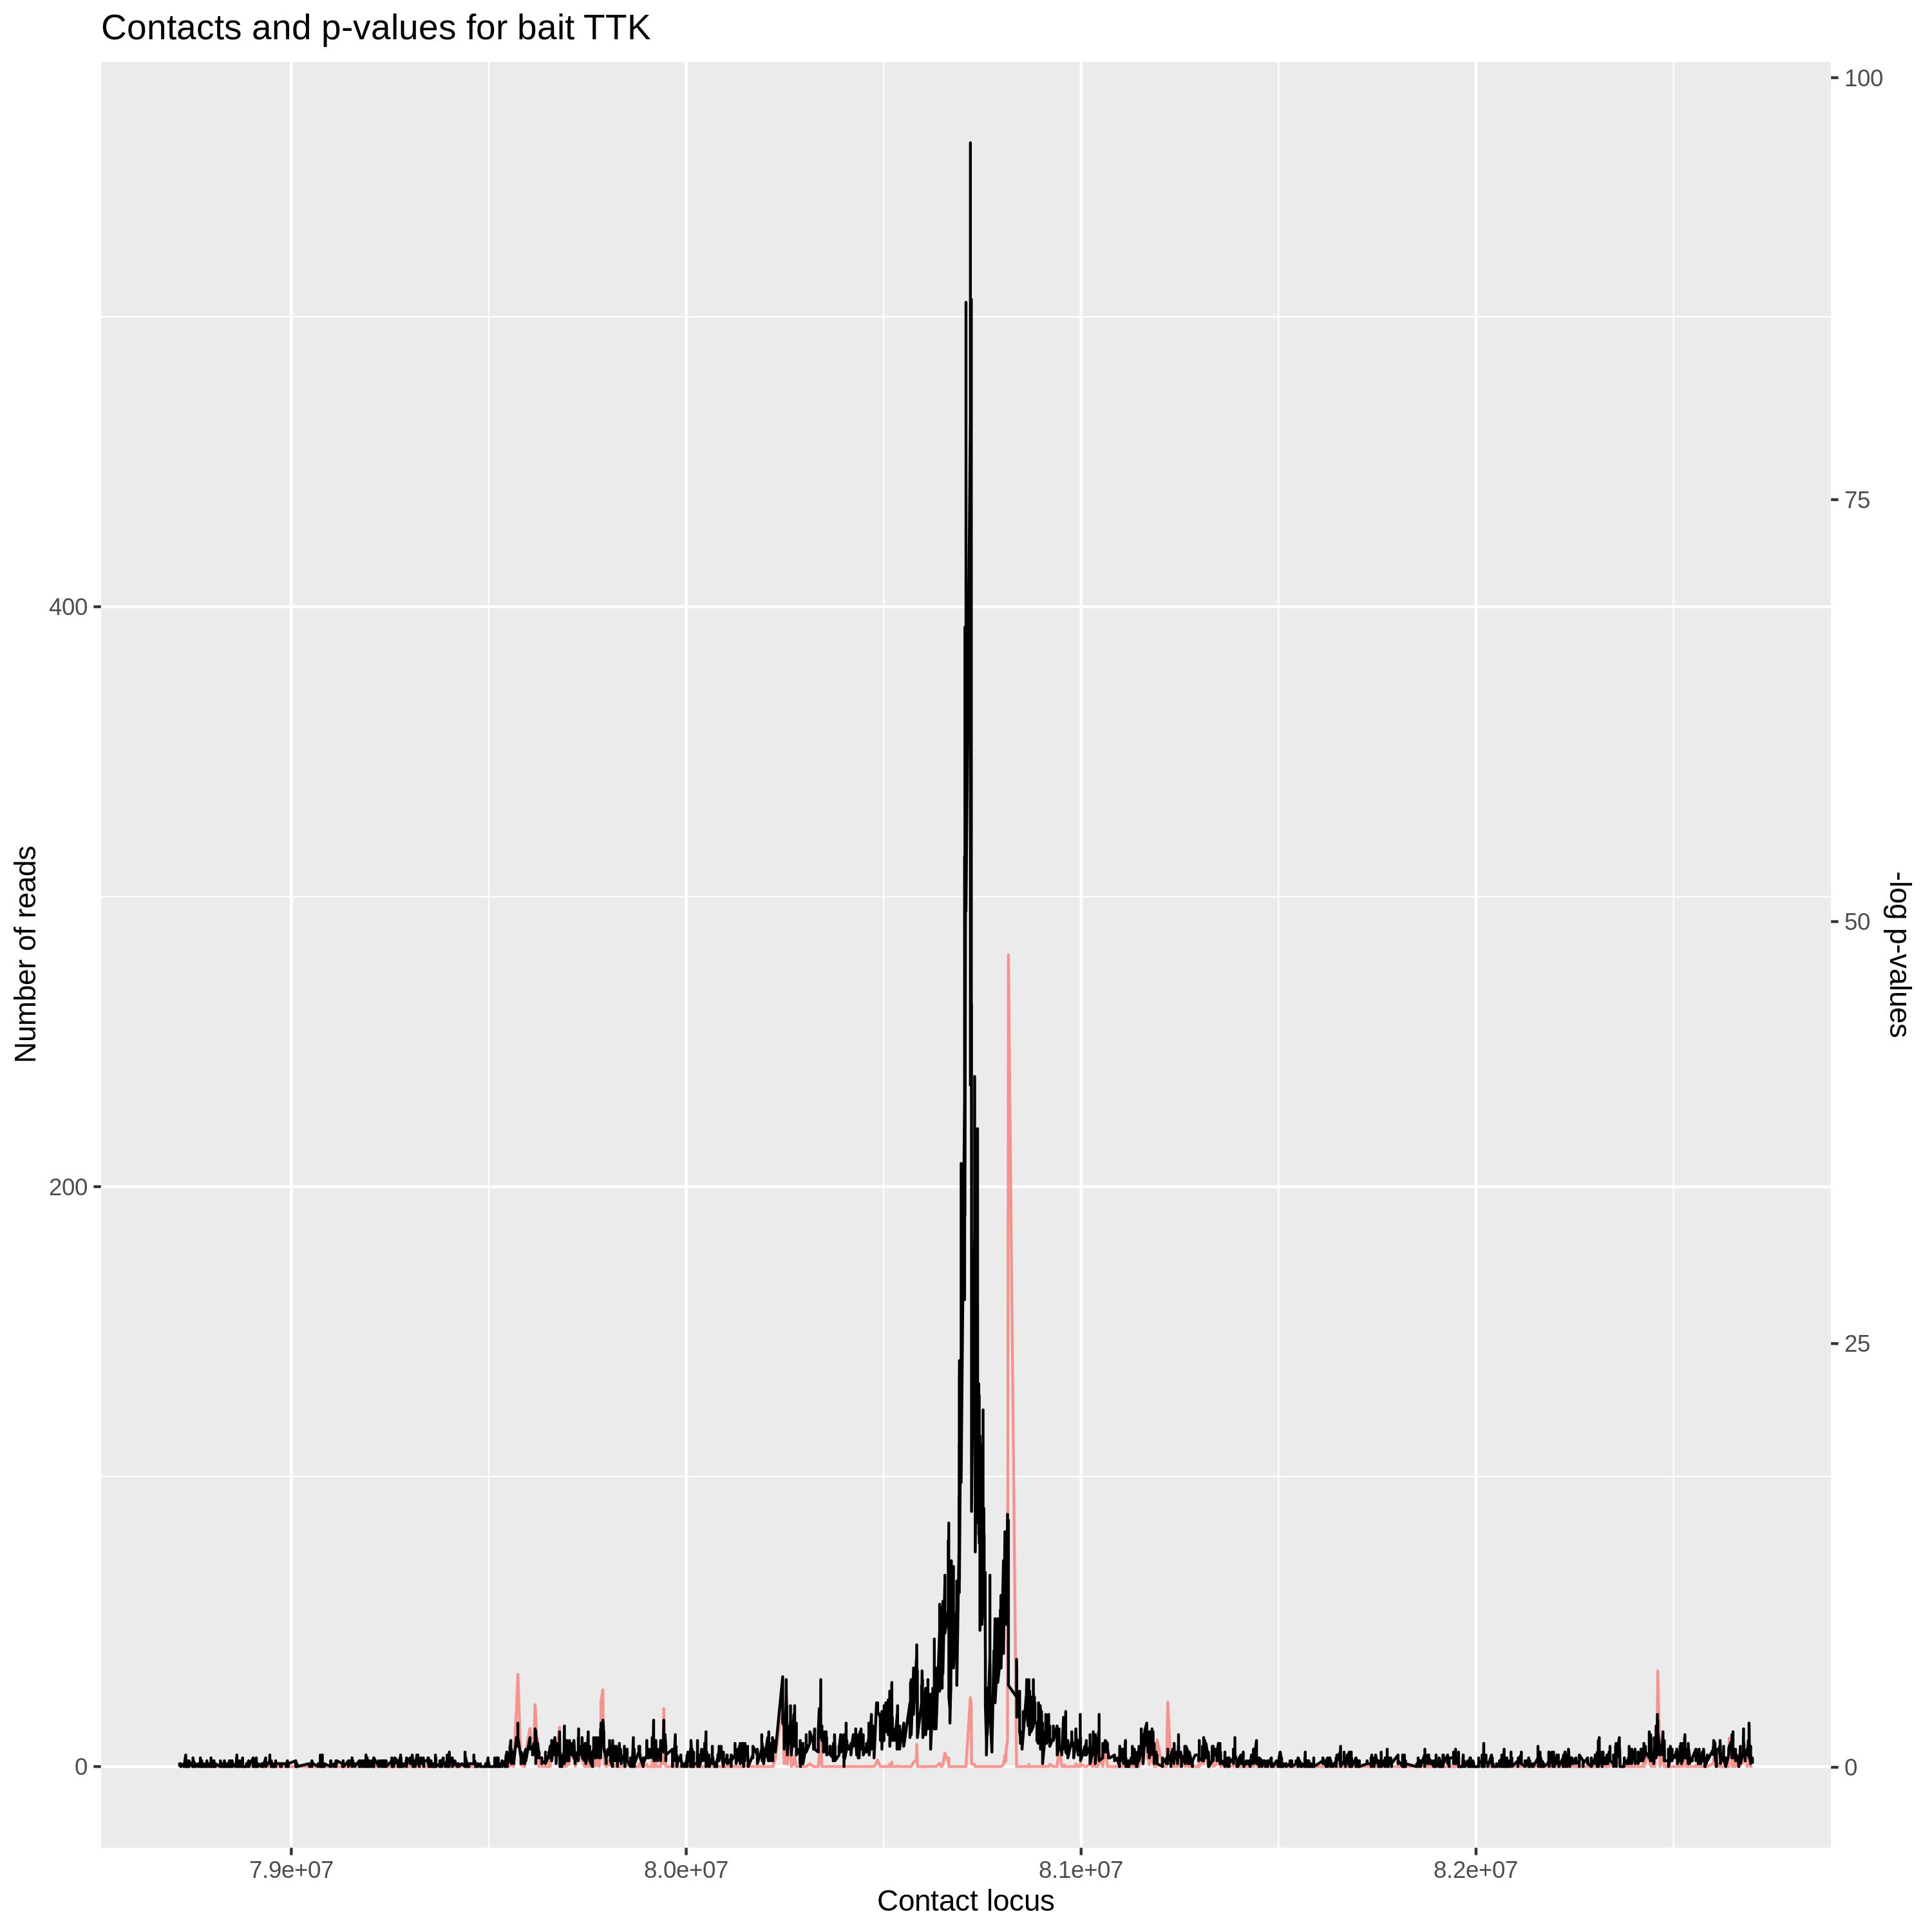 Contacts and p-values for bait TTK
100
75
50
25
0
400
200
0
Number of reads
-log p-values
7.9e+07 8.0e+07 8.1e+07 8.2e+07
Contact locus